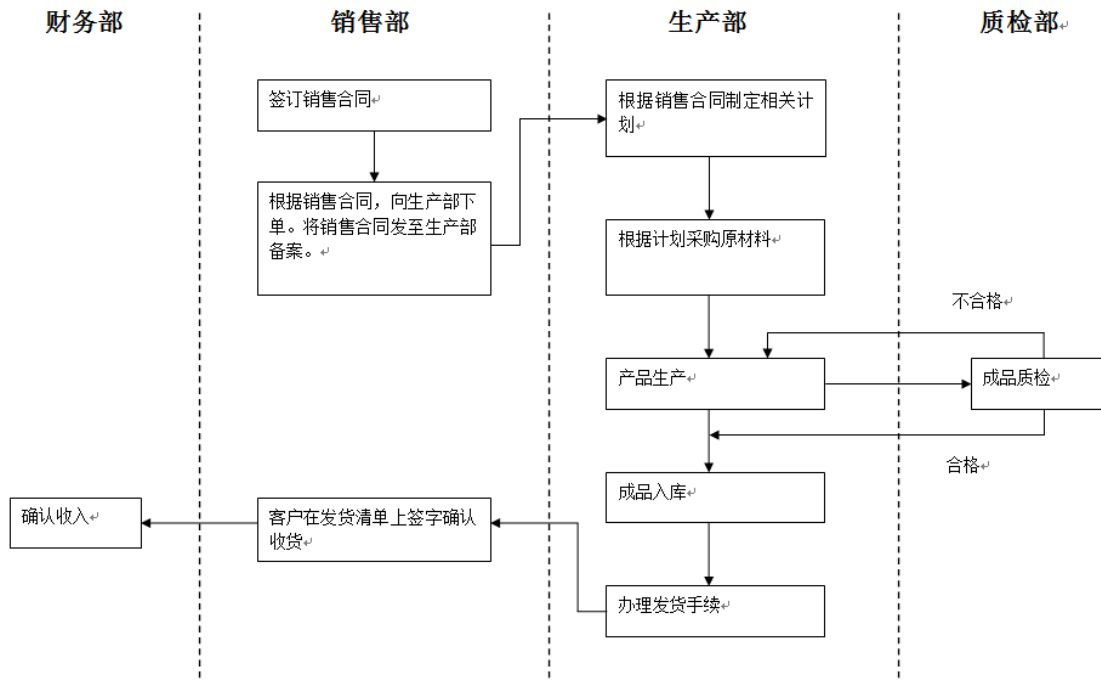 财务部
销售部
生产部
质检部
签订销售合同
根据销售合同制定相关计
划
根据销售合同，向生产部下
单。将销售合同发至生产部
备案。
根据计划采购原材料
不合格
产品生产
成品质检
合格
成品入库
确认收入
客户在发货清单上签字确认
收货
办理发货手续